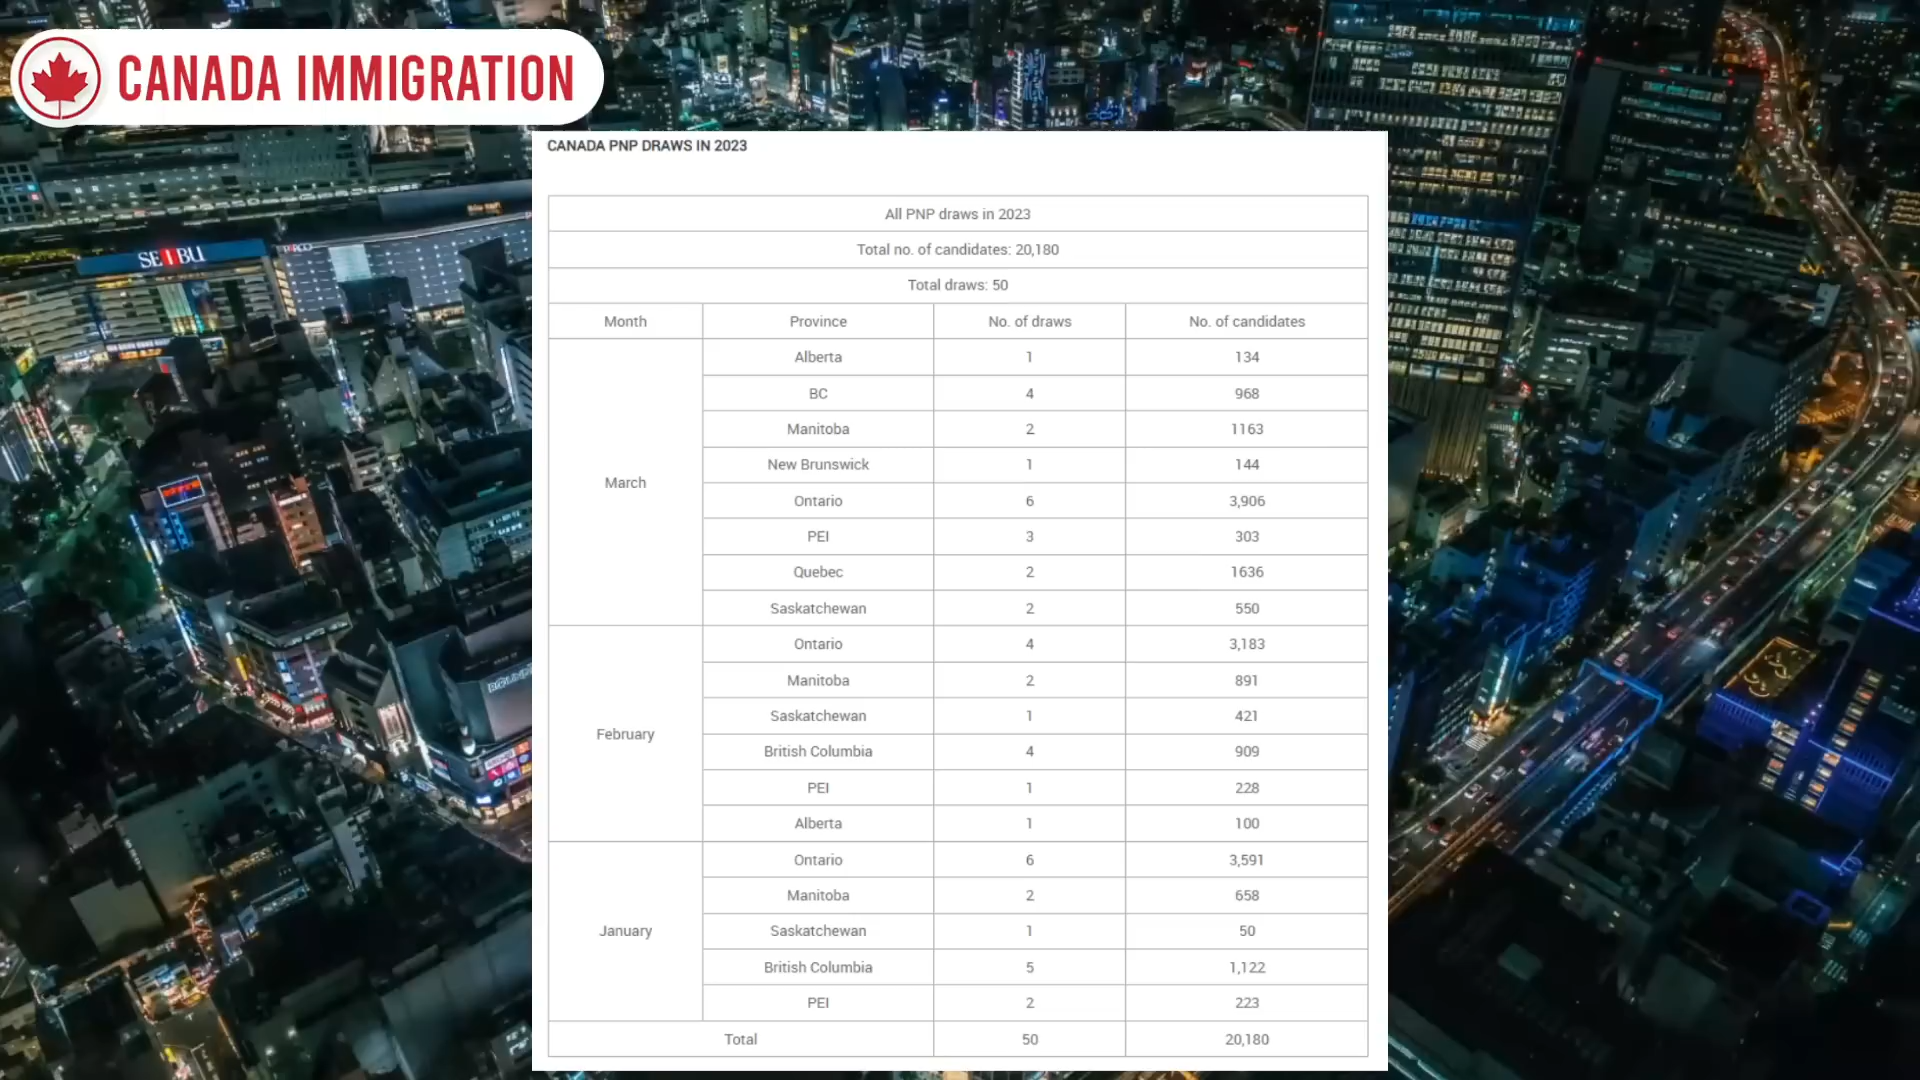 CANADA IMMIGRATION
CANADA PNP DRAWS IN 2023
All PNP draws in 2023
Total no. of candidates: 20,180
Total draws: 50
Month Province No. of draws No. of candidates
March
Alberta 1 134
BC 4 968
Manitoba 2 1163
New Brunswick 1 144
Ontario 6 3,906
PEI 3 303
Quebec 2 1636
Saskatchewan 2 550
February
Ontario 4 3,183
Manitoba 2 891
Saskatchewan 1 421
British Columbia 4 909
PEI 1 228
Alberta 1 100
January
Ontario 6 3,591
Manitoba 2 658
Saskatchewan 1 50
British Columbia 5 1,122
PEI 2 223
Total 50 20,180
SEIBU